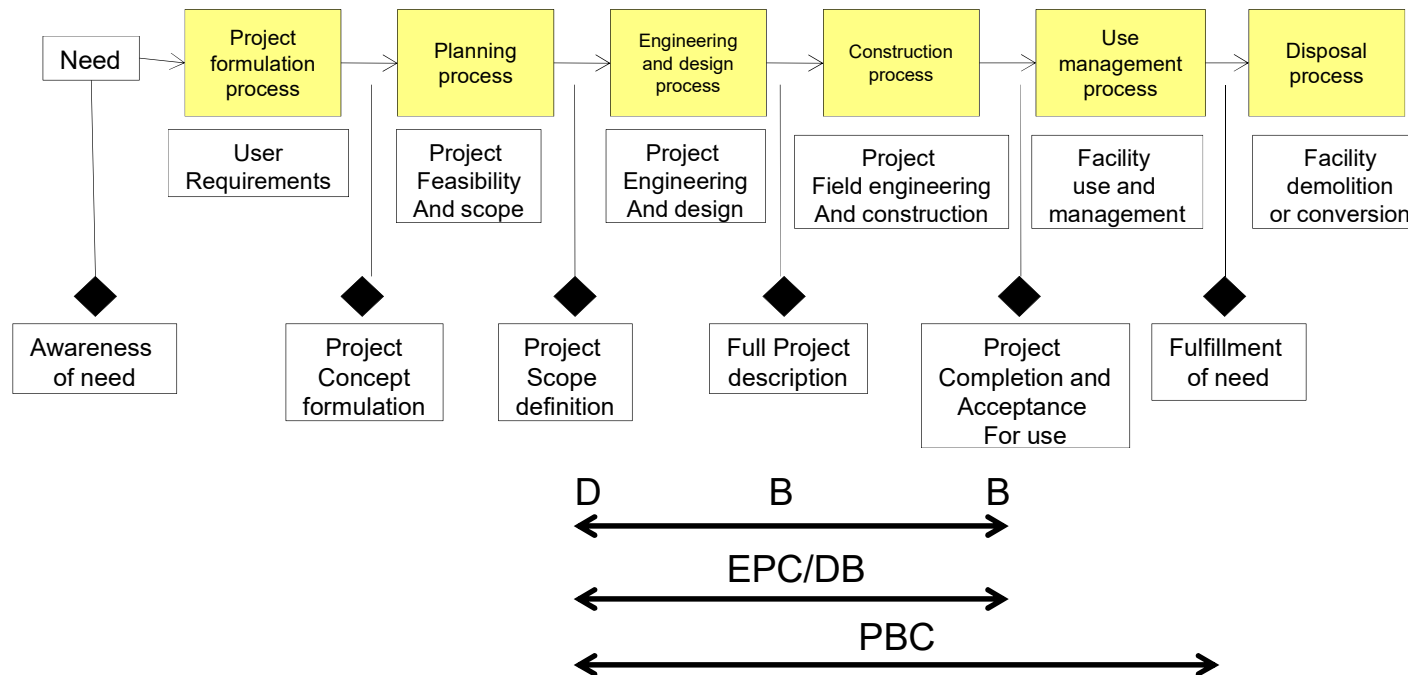 Need
Project
formulation
process
Planning
process
Engineering
and design
process
Construction
process
Use
management
process
Disposal
process
User
Requirements
Project
Feasibility
And scope
Project
Engineering
And design
Project
Field engineering
And construction
Facility
use and
management
Facility
demolition
or conversion
Awareness
of need
Project
Concept
formulation
Project
Scope
definition
Full Project
description
Project
Completion and
Acceptance
For use
Fulfillment
of need
D B B
EPC/DB
PBC